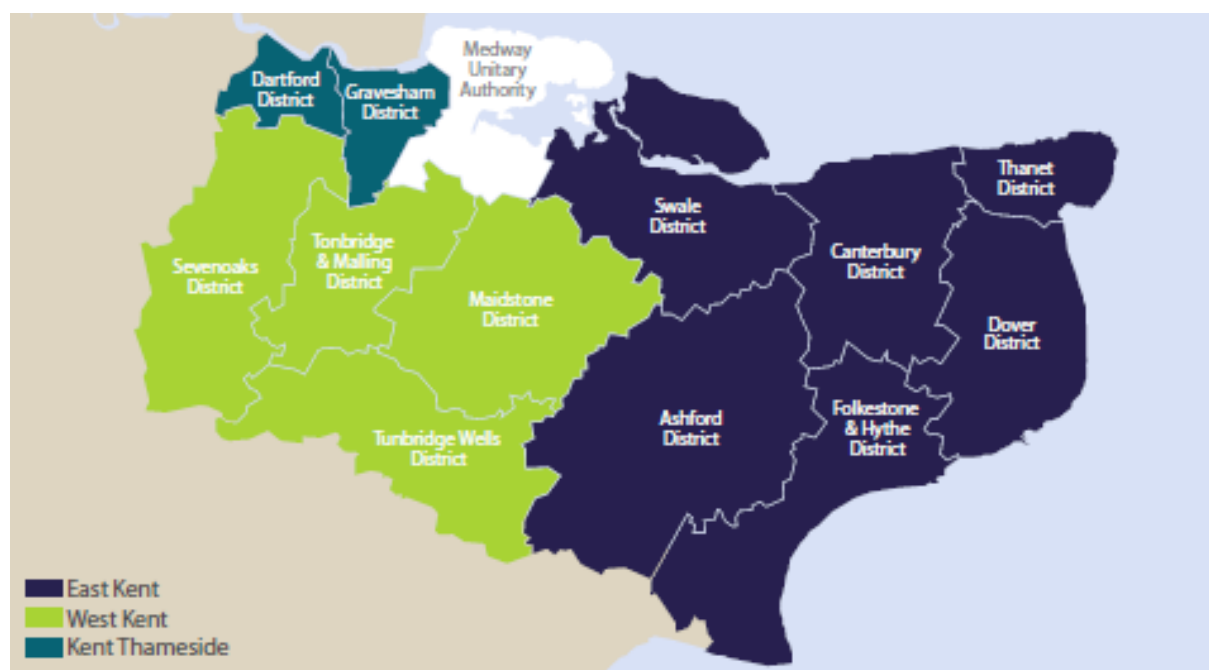 Medway
Unitary
Authority
Dartford
District
Gravesham
District
Thanet
District
Swale
District
Canterbury
District
Tonbridge
& Malling
District
Sevenoaks
District
Maidstone
District
Dover
District
Ashford
District
Folkestone
& Hythe
District
Tunbridge Wells
District
East Kent
West Kent
Kent Thameside